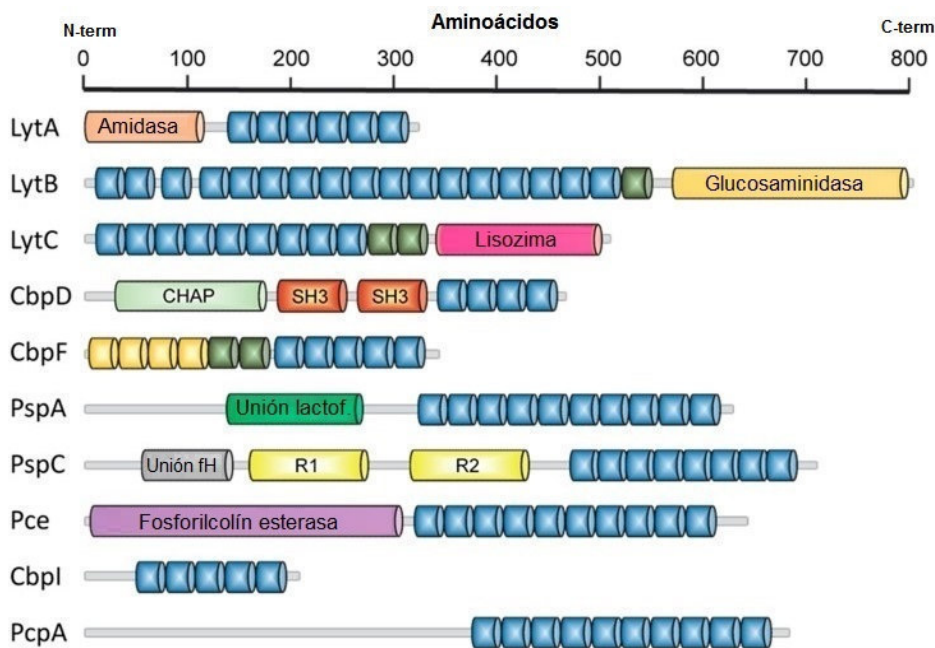 Aminoácidos
N-term C-term
0 100 200 300 400 500 600 700 800
LytA Amidasa
LytB Glucosaminidasa
LytC Lisozima
CbpD CHAP SH3 SH3
CbpF
PspA Unión lactof.
PspC Unión fH R1 R2
Pce Fosforilcolín esterasa
CbpI
PcpA